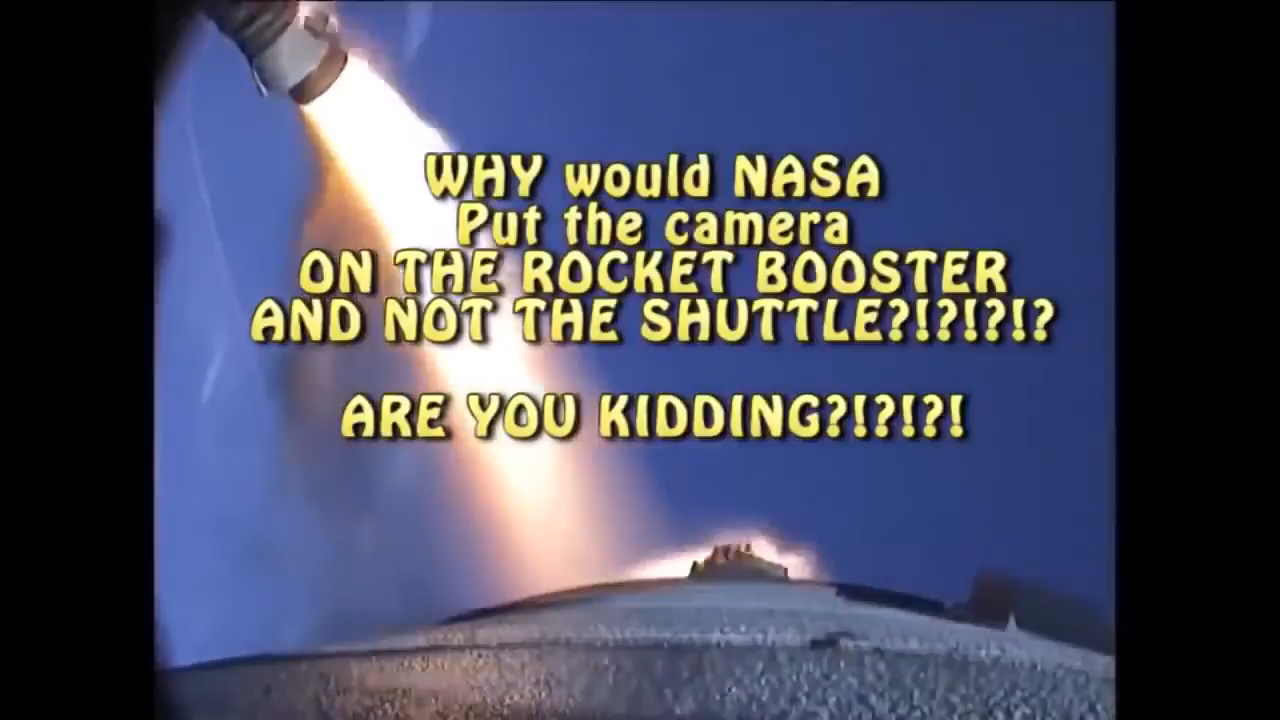 WHY would NASA
Put the camera
ON THE ROCKET BOOSTER
AND NOT THE SHUTTLE?!?!?!?
ARE YOU KIDDING?!?!?!